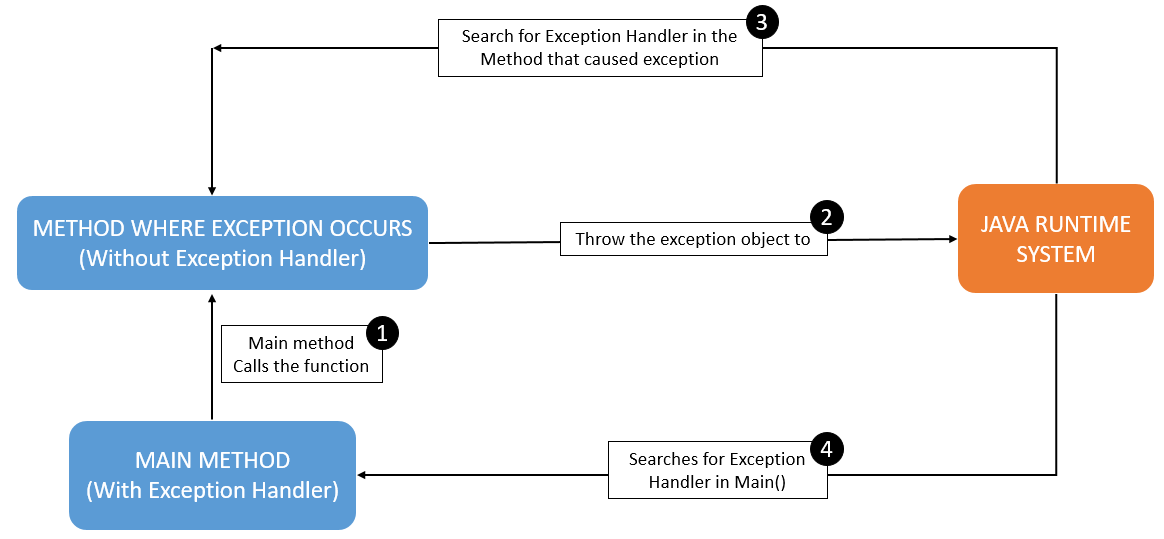 3
Search for Exception Handler in the
Method that caused exception
METHOD WHERE EXCEPTION OCCURS
(Without Exception Handler)
2
Throw the exception object to
JAVA RUNTIME
SYSTEM
1
Main method
Calls the function
MAIN METHOD
(With Exception Handler)
4
Searches for Exception
Handler in Main()